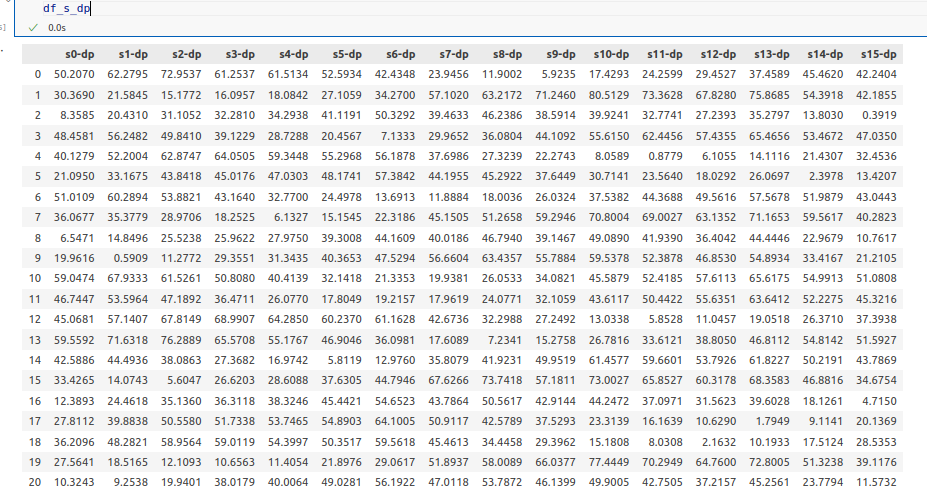 df_s_dp
0.0s
s0-dp s1-dp s2-dp s3-dp s4-dp s5-dp s6-dp s7-dp s8-dp s9-dp s10-dp s11-dp s12-dp s13-dp s14-dp s15-dp
0 50.2070 62.2795 72.9537 61.2537 61.5134 52.5934 42.4348 23.9456 11.9002 5.9235 17.4293 24.2599 29.4527 37.4589 45.4620 42.2404
1 30.3690 21.5845 15.1772 16.0957 18.0842 27.1059 34.2700 57.1020 63.2172 71.2460 80.5129 73.3628 67.8280 75.8685 54.3918 42.1855
2 8.3585 20.4310 31.1052 32.2810 34.2938 41.1191 50.3292 39.4633 46.2386 38.5914 39.9241 32.7741 27.2393 35.2797 13.8030 0.3919
3 48.4581 56.2482 49.8410 39.1229 28.7288 20.4567 7.1333 29.9652 36.0804 44.1092 55.6150 62.4456 57.4355 65.4656 53.4672 47.0350
4 40.1279 52.2004 62.8747 64.0505 59.3448 55.2968 56.1878 37.6986 27.3239 22.2743 8.0589 0.8779 6.1055 14.1116 21.4307 32.4536
5 21.0950 33.1675 43.8418 45.0176 47.0303 48.1741 57.3842 44.1955 45.2922 37.6449 30.7141 23.5640 18.0292 26.0697 2.3978 13.4207
6 51.0109 60.2894 53.8821 43.1640 32.7700 24.4978 13.6913 11.8884 18.0036 26.0324 37.5382 44.3688 49.5616 57.5678 51.9879 43.0443
7 36.0677 35.3779 28.9706 18.2525 6.1327 15.1545 22.3186 45.1505 51.2658 59.2946 70.8004 69.0027 63.1352 71.1653 59.5617 40.2823
8 6.5471 14.8496 25.5238 25.9622 27.9750 39.3008 44.1609 40.0186 46.7940 39.1467 49.0890 41.9390 36.4042 44.4446 22.9679 10.7617
9 19.9616 0.5909 11.2772 29.3551 31.3435 40.3653 47.5294 56.6604 63.4357 55.7884 59.5378 52.3878 46.8530 54.8934 33.4167 21.2105
10 59.0474 67.9333 61.5261 50.8080 40.4139 32.1418 21.3353 19.9381 26.0533 34.0821 45.5879 52.4185 57.6113 65.6175 54.9913 51.0808
11 46.7447 53.5964 47.1892 36.4711 26.0770 17.8049 19.2157 17.9619 24.0771 32.1059 43.6117 50.4422 55.6351 63.6412 52.2275 45.3216
12 45.0681 57.1407 67.8149 68.9907 64.2850 60.2370 61.1628 42.6736 32.2988 27.2492 13.0338 5.8528 11.0457 19.0518 26.3710 37.3938
13 59.5592 71.6318 76.2889 65.5708 55.1767 46.9046 36.0981 17.6089 7.2341 15.2758 26.7816 33.6121 38.8050 46.8112 54.8142 51.5927
14 42.5886 44.4936 38.0863 27.3682 16.9742 5.8119 12.9760 35.8079 41.9231 49.9519 61.4577 59.6601 53.7926 61.8227 50.2191 43.7869
15 33.4265 14.0743 5.6047 26.6203 28.6088 37.6305 44.7946 67.6266 73.7418 57.1811 73.0027 65.8527 60.3178 68.3583 46.8816 34.6754
16 12.3893 24.4618 35.1360 36.3118 38.3246 45.4421 54.6523 43.7864 50.5617 42.9144 44.2472 37.0971 31.5623 39.6028 18.1261 4.7150
17 27.8112 39.8838 50.5580 51.7338 53.7465 54.8903 64.1005 50.9117 42.5789 37.5293 23.3139 16.1639 10.6290 1.7949 9.1141 20.1369
18 36.2096 48.2821 58.9564 59.0119 54.3997 50.3517 59.5618 45.4613 34.4458 29.3962 15.1808 8.0308 2.1632 10.1933 17.5124 28.5353
19 27.5641 18.5165 12.1093 10.6563 11.4054 21.8976 29.0617 51.8937 58.0089 66.0377 77.4449 70.2949 64.7600 72.8005 51.3238 39.1176
20 10.3243 9.2538 19.9401 38.0179 40.0064 49.0281 56.1922 47.0118 53.7872 46.1399 49.9005 42.7505 37.2157 45.2561 23.7794 11.5732